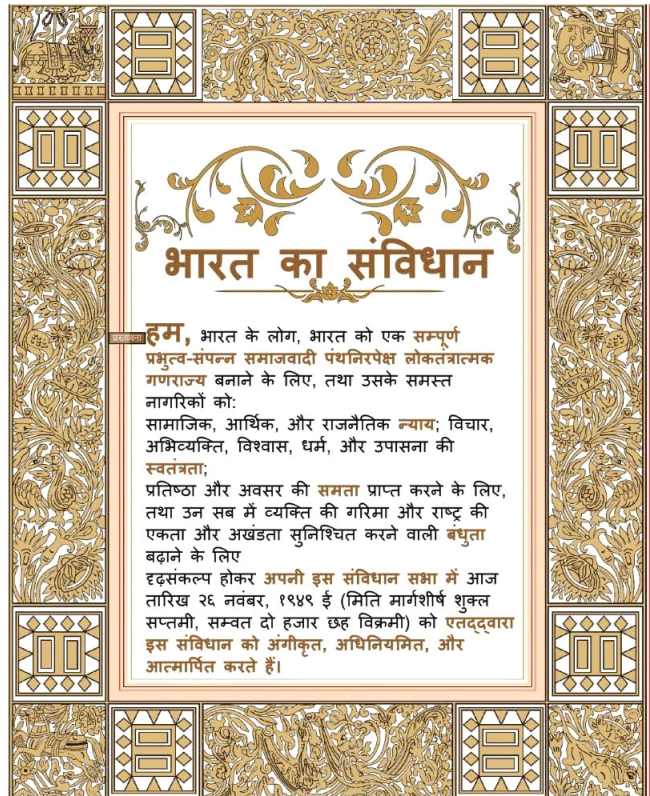 भारत का संविधान
प्रस्तावना
हम, भारत के लोग, भारत को एक सम्पूर्ण
प्रभुत्व-संपन्न समाजवादी पंथनिरपेक्ष लोकतंत्रात्मक
गणराज्य बनाने के लिए, तथा उसके समस्त
नागरिकों को:
सामाजिक, आर्थिक, और राजनैतिक न्याय; विचार,
अभिव्यक्ति, विश्वास, धर्म, और उपासना की
स्वतंत्रता;
प्रतिष्ठा और अवसर की समता प्राप्त करने के लिए,
तथा उन सब में व्यक्ति की गरिमा और राष्ट्र की
एकता और अखंडता सुनिश्चित करने वाली बंधुता
बढ़ाने के लिए
दृढ़संकल्प होकर अपनी इस संविधान सभा में आज
तारिख २६ नवंबर, १९४९ ई (मिति मार्गशीर्ष शुक्ल
सप्तमी, सम्वत दो हजार छह विक्रमी) को एतद्द्वारा
इस संविधान को अंगीकृत, अधिनियमित, और
आत्मार्पित करते हैं।